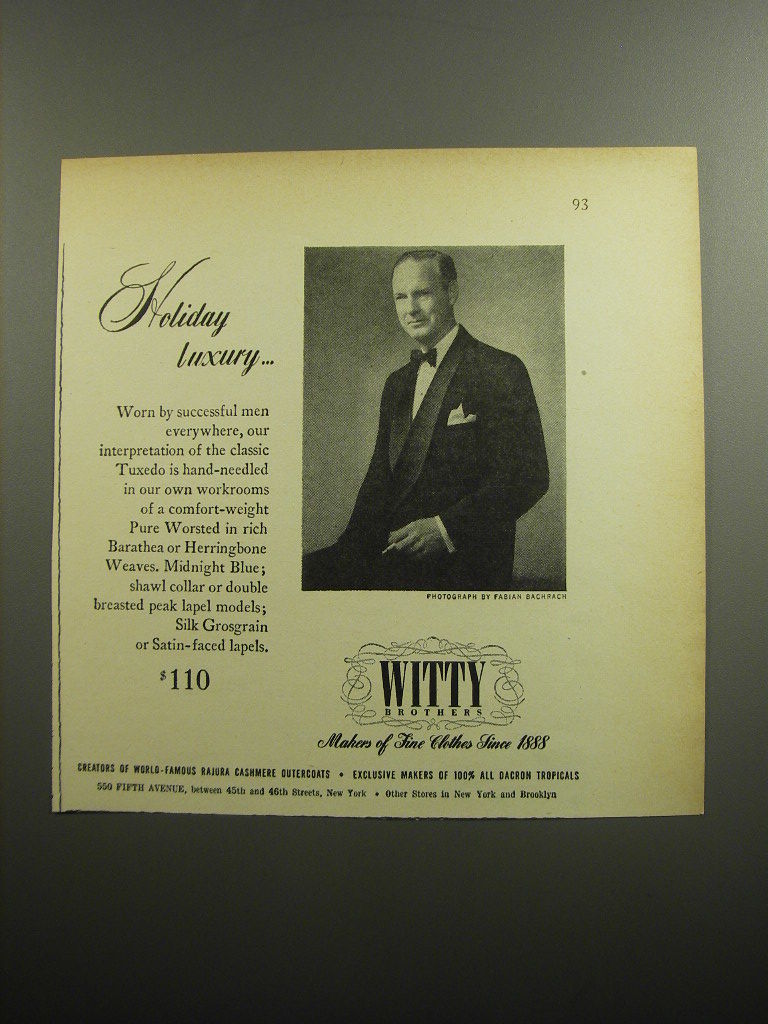 93
Holiday
luxury...
Worn by successful men
everywhere, our
interpretation of the classic
Tuxedo is hand-needled
in our own workrooms
of a comfort-weight
Pure Worsted in rich
Barathea or Herringbone
Weaves. Midnight Blue;
shawl collar or double
breasted peak lapel models;
Silk Grosgrain
or Satin-faced lapels.
$110
PHOTOGRAPH BY FABIAN BACHRACH
WITTY
BROTHERS
Makers of Fine Clothes Since 1888
CREATORS OF WORLD-FAMOUS RAJURA CASHMERE OUTERCOATS • EXCLUSIVE MAKERS OF 100% ALL DACRON TROPICALS
550 FIFTH AVENUE, between 45th and 46th Streets, New York • Other Stores in New York and Brooklyn